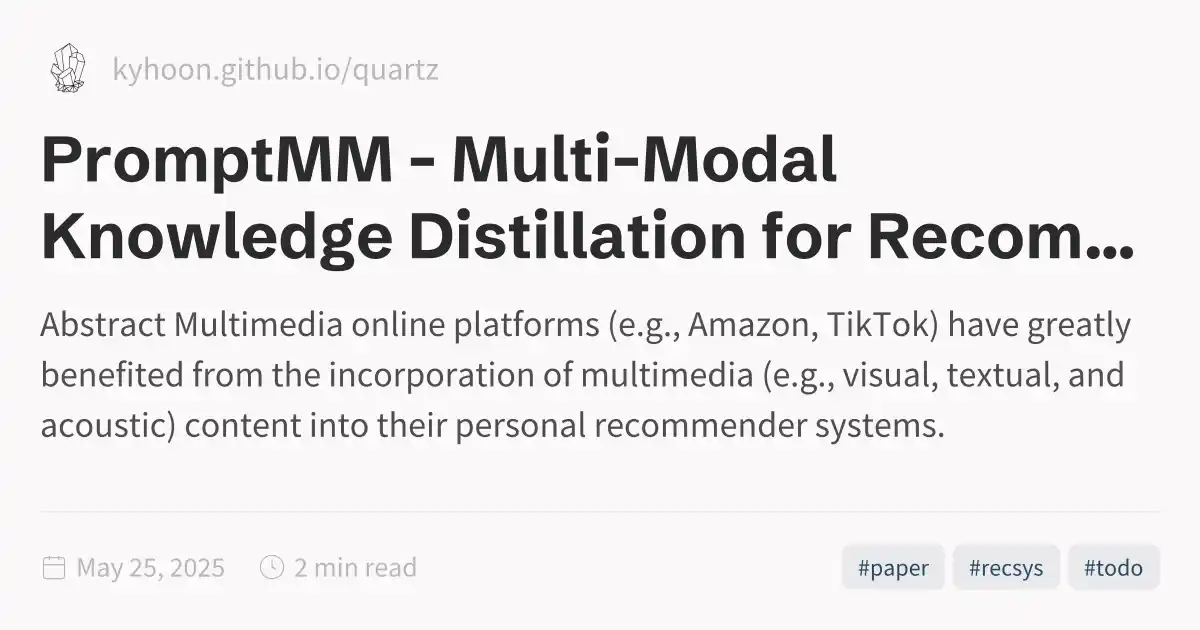 kyhoon.github.io/quartz
PromptMM - Multi-Modal
Knowledge Distillation for Recom...
Abstract Multimedia online platforms (e.g., Amazon, TikTok) have greatly
benefited from the incorporation of multimedia (e.g., visual, textual, and
acoustic) content into their personal recommender systems.
May 25, 2025 2 min read #paper #recsys #todo